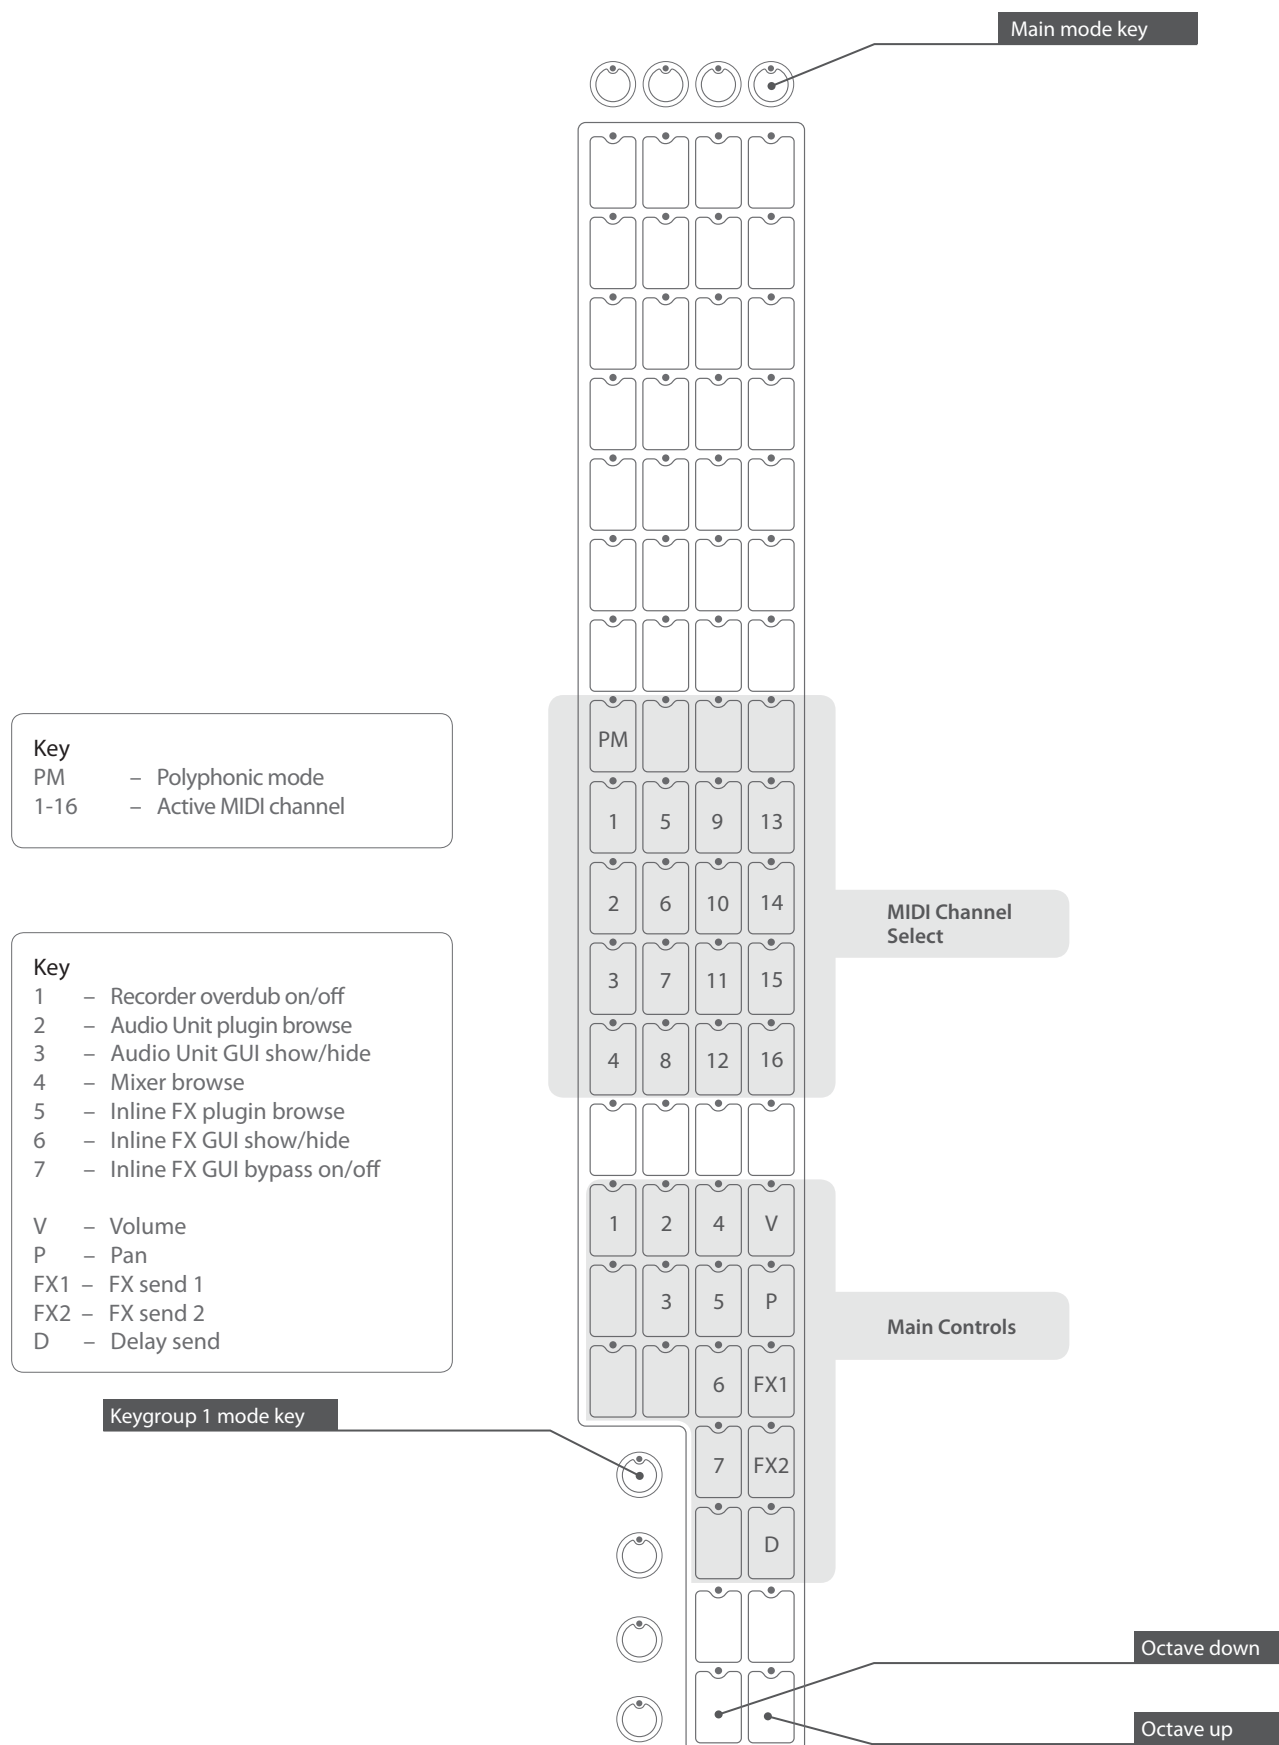 Main mode key
PM
Key
PM – Polyphonic mode
1-16 – Active MIDI channel
1 5 9 13
2 6 10 14
MIDI Channel
Select
3 7 11 15
4 8 12 16
Key
1 – Recorder overdub on/off
2 – Audio Unit plugin browse
3 – Audio Unit GUI show/hide
4 – Mixer browse
5 – Inline FX plugin browse
6 – Inline FX GUI show/hide
7 – Inline FX GUI bypass on/off
V – Volume
P – Pan
FX1 – FX send 1
FX2 – FX send 2
D – Delay send
1 2 4 V
3 5 P
Main Controls
6 FX1
Keygroup 1 mode key
7 FX2
D
Octave down
Octave up